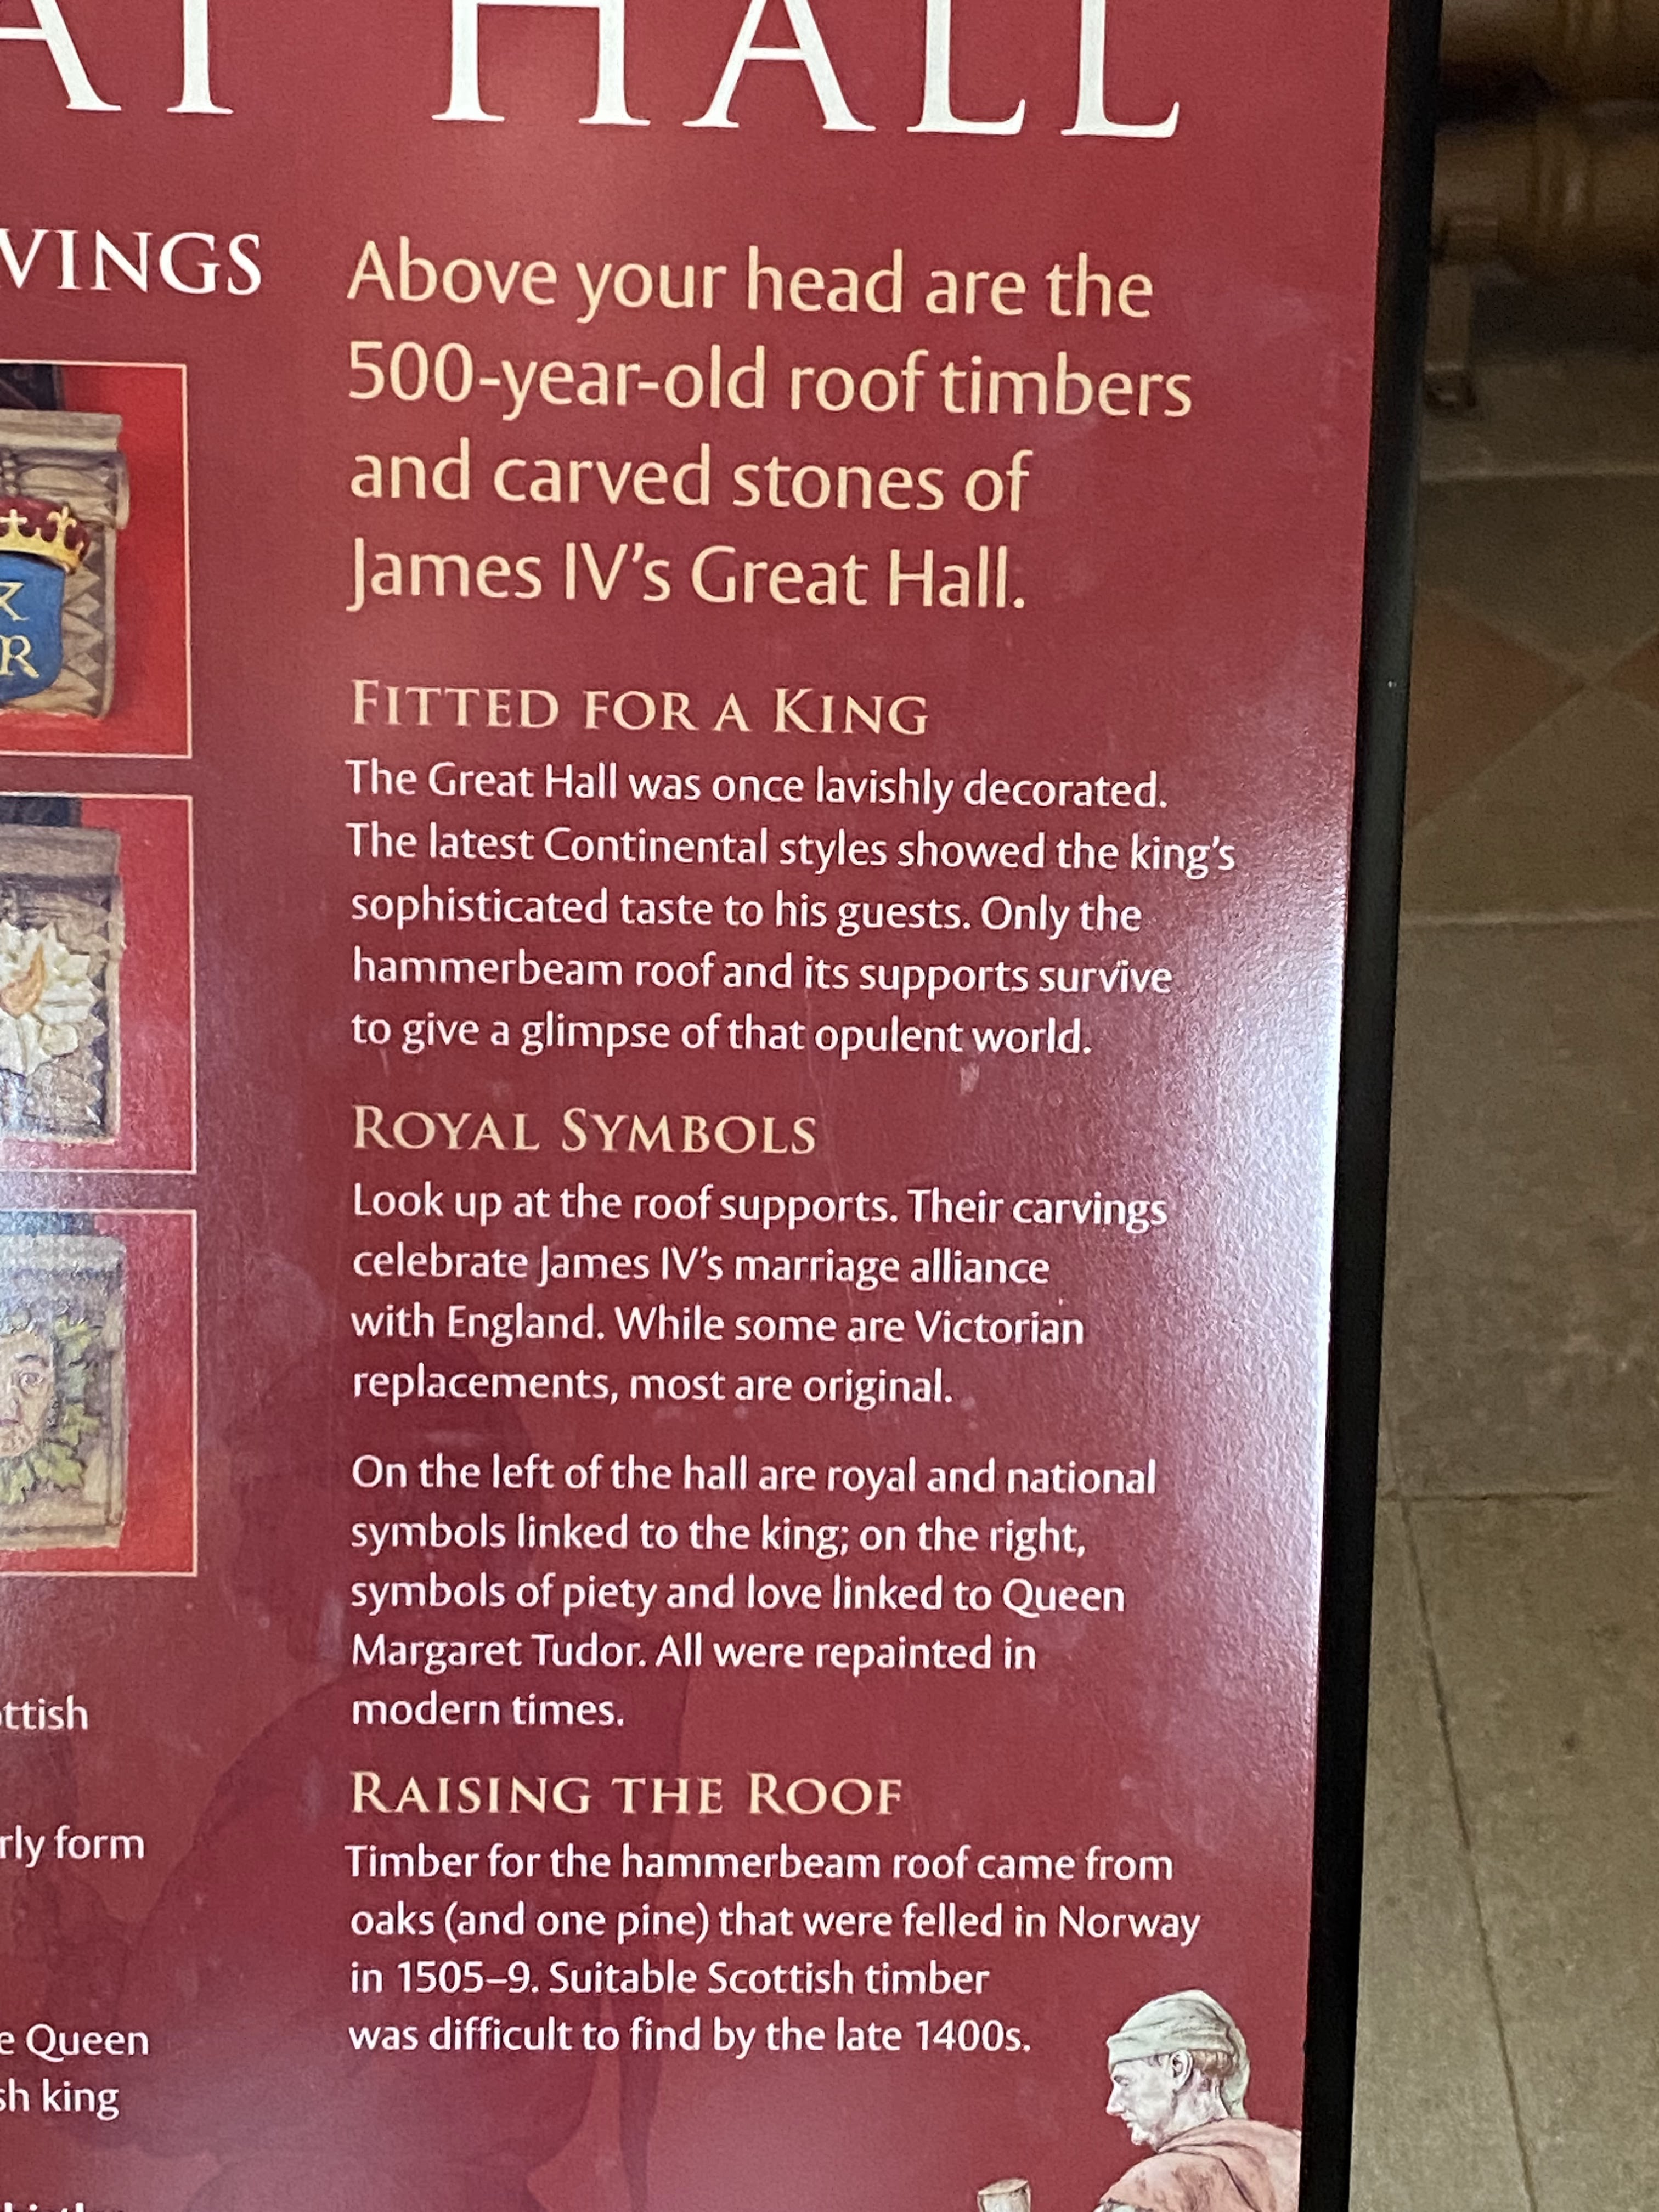 HALL
Above your head are the
500-year-old roof timbers
and carved stones of
James IV's Great Hall.
FITTED FOR A KING
The Great Hall was once lavishly decorated.
The latest Continental styles showed the king's
sophisticated taste to his guests. Only the
hammerbeam roof and its supports survive
to give a glimpse of that opulent world.
ROYAL SYMBOLS
Look up at the roof supports. Their carvings
celebrate James IV's marriage alliance
with England. While some are Victorian
replacements, most are original.
On the left of the hall are royal and national
symbols linked to the king; on the right,
symbols of piety and love linked to Queen
Margaret Tudor. All were repainted in
modern times.
RAISING THE ROOF
Timber for the hammerbeam roof came from
oaks (and one pine) that were felled in Norway
in 1505–9. Suitable Scottish timber
was difficult to find by the late 1400s.
R
form
Queen
king